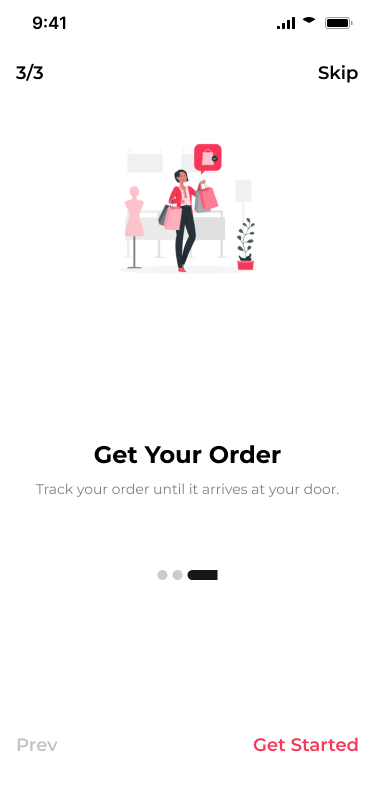 9:41
3/3
Skip
Get Your Order
Track your order until it arrives at your door.
Prev
Get Started